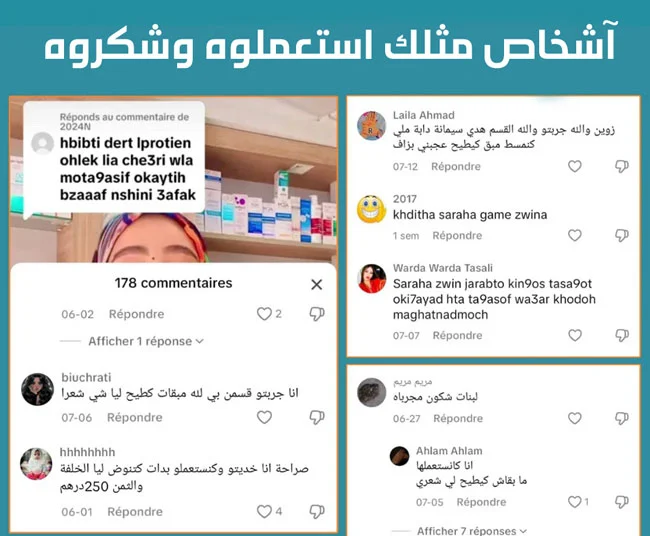 آشخاص مثلك استعملوه وشكروه
Réponds au commentaire de
2024N
hbibti dert lprotien
ohlek lia che3ri wla
mota9asif okaytih
bzaaaf nshini 3afak
178 commentaires
06-02 Répondre 2
Afficher 1 réponse
biuchrati
انا جربتو قسمن بي لله مبقات كطيح ليا شي شعرا
07-06 Répondre
hhhhhhhh
صراحة انا خديتو وكنستعملو بدات كتنوض ليا الخلفة
والثمن 250درهم
06-01 Répondre 4
Laila Ahmad
زوين والله جربتو والله القسم هدي سيمانة دابة ملي
كنمسط مبق كيطيح عجبني بزاف
07-12 Répondre
2017
khditha saraha game zwina
1 sem Répondre
Warda Warda Tasali
Saraha zwin jarabto kin9os tasa9ot
oki7ayad hta ta9asof wa3ar khodoh
maghatnadmoch
07-07 Répondre
مريم مريم
لبنات شكون مجرباه
06-27 Répondre
Ahlam Ahlam
انا كانستعملها
ما بقاش كيطيح لي شعري
07-05 Répondre 1
Afficher 7 réponses